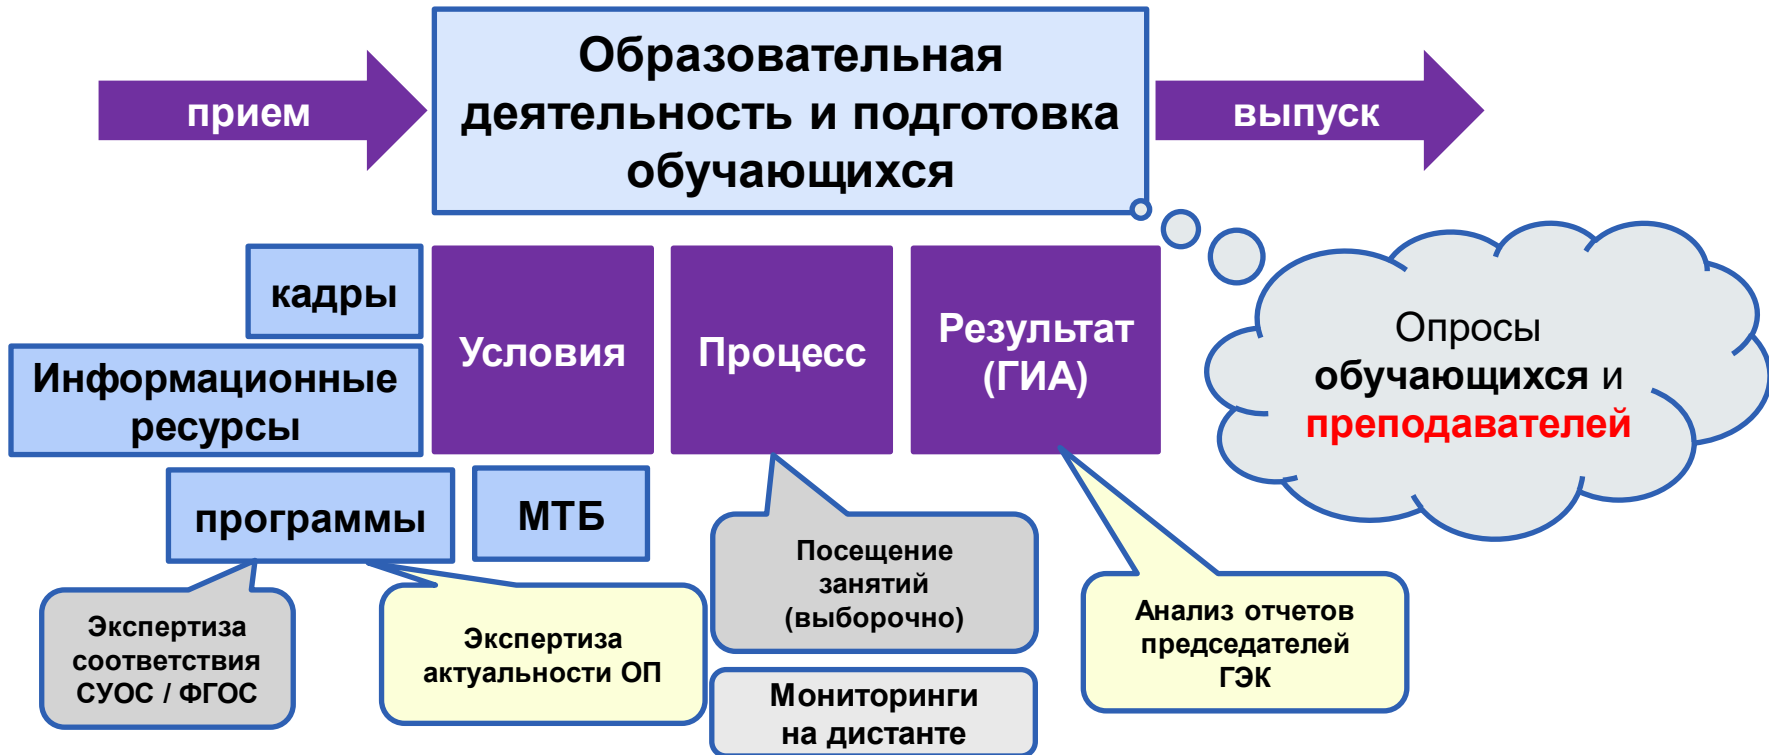 прием
Образовательная
деятельность и подготовка
обучающихся
выпуск
кадры
Информационные
ресурсы
программы
МТБ
Условия
Процесс
Результат
(ГИА)
Опросы
обучающихся и
преподавателей
Экспертиза
соответствия
СУОС / ФГОС
Экспертиза
актуальности ОП
Посещение
занятий
(выборочно)
Мониторинги
на дистанте
Анализ отчетов
председателей
ГЭК